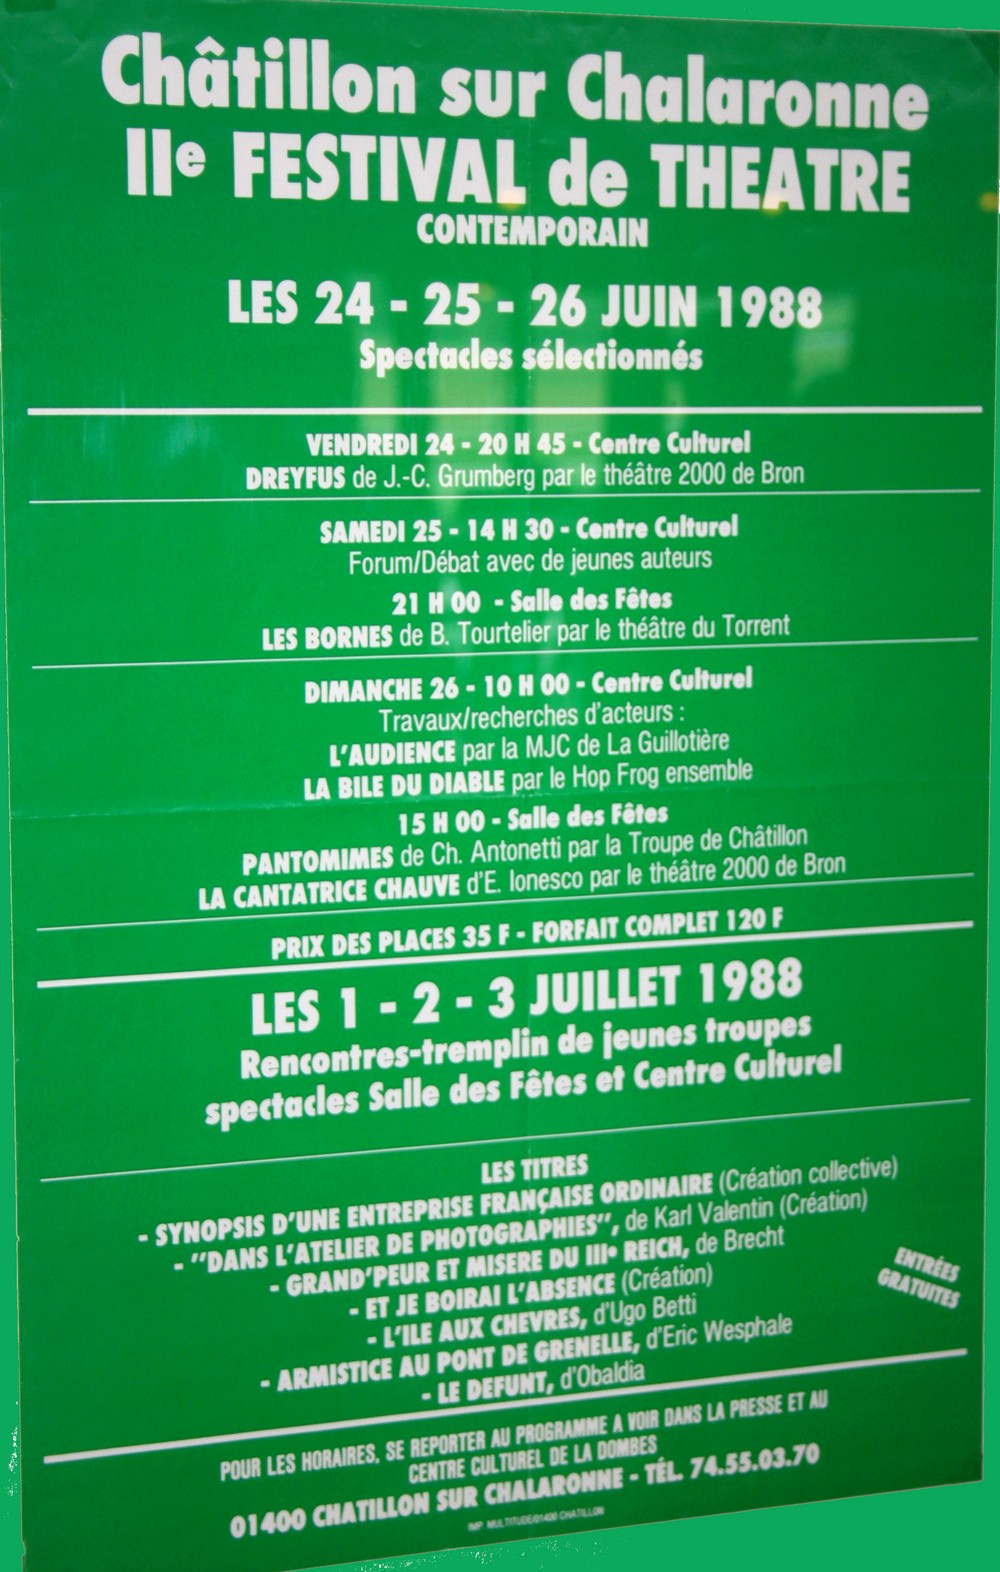 Châtillon sur Chalaronne
IIe FESTIVAL de THEATRE
CONTEMPORAIN
LES 24 - 25 - 26 JUIN 1988
Spectacles sélectionnés
VENDREDI 24 - 20 H 45 - Centre Culturel
DREYFUS de J.-C. Grumberg par le théâtre 2000 de Bron
SAMEDI 25 - 14 H 30 - Centre Culturel
Forum/Débat avec de jeunes auteurs
21 H 00 - Salle des Fêtes
LES BORNES de B. Tourtelier par le théâtre du Torrent
DIMANCHE 26 - 10 H 00 - Centre Culturel
Travaux/recherches d'acteurs :
L'AUDIENCE par la MJC de La Guillotière
LA BILE DU DIABLE par le Hop Frog ensemble
15 H 00 - Salle des Fêtes
PANTOMIMES de Ch. Antonetti par la Troupe de Châtillon
LA CANTATRICE CHAUVE d'E. Ionesco par le théâtre 2000 de Bron
PRIX DES PLACES 35 F - FORFAIT COMPLET 120 F
LES 1 - 2 - 3 JUILLET 1988
Rencontres-tremplin de jeunes troupes
spectacles Salle des Fêtes et Centre Culturel
LES TITRES
- SYNOPSIS D'UNE ENTREPRISE FRANÇAISE ORDINAIRE (Création collective)
- "DANS L'ATELIER DE PHOTOGRAPHIES", de Karl Valentin (Création)
- GRAND'PEUR ET MISERE DU IIIe REICH, de Brecht
- ET JE BOIRAI L'ABSENCE (Création)
- L'ILE AUX CHEVRES, d'Ugo Betti
- ARMISTICE AU PONT DE GRENELLE, d'Eric Wesphale
- LE DEFUNT, d'Obaldia
ENTRÉES
GRATUITES
POUR LES HORAIRES, SE REPORTER AU PROGRAMME A VOIR DANS LA PRESSE ET AU
CENTRE CULTUREL DE LA DOMBES
01400 CHATILLON SUR CHALARONNE - TÉL. 74.55.03.70
IMP. MULTITUDE/01400 CHATILLON